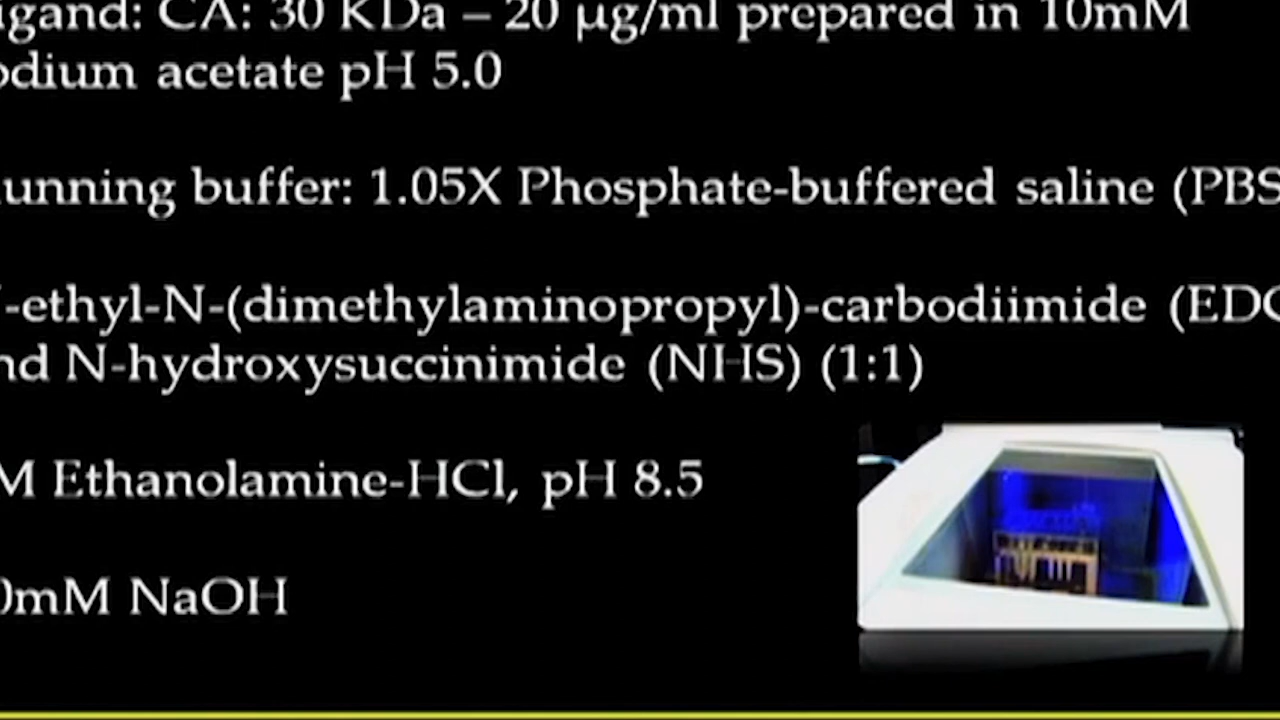 igand: CA: 30 KDa – 20 µg/ml prepared in 10mM
odium acetate pH 5.0
unning buffer: 1.05X Phosphate-buffered saline (PBS
-ethyl-N-(dimethylaminopropyl)-carbodiimide (EDC
nd N-hydroxysuccinimide (NHS) (1:1)
M Ethanolamine-HCl, pH 8.5
0mM NaOH